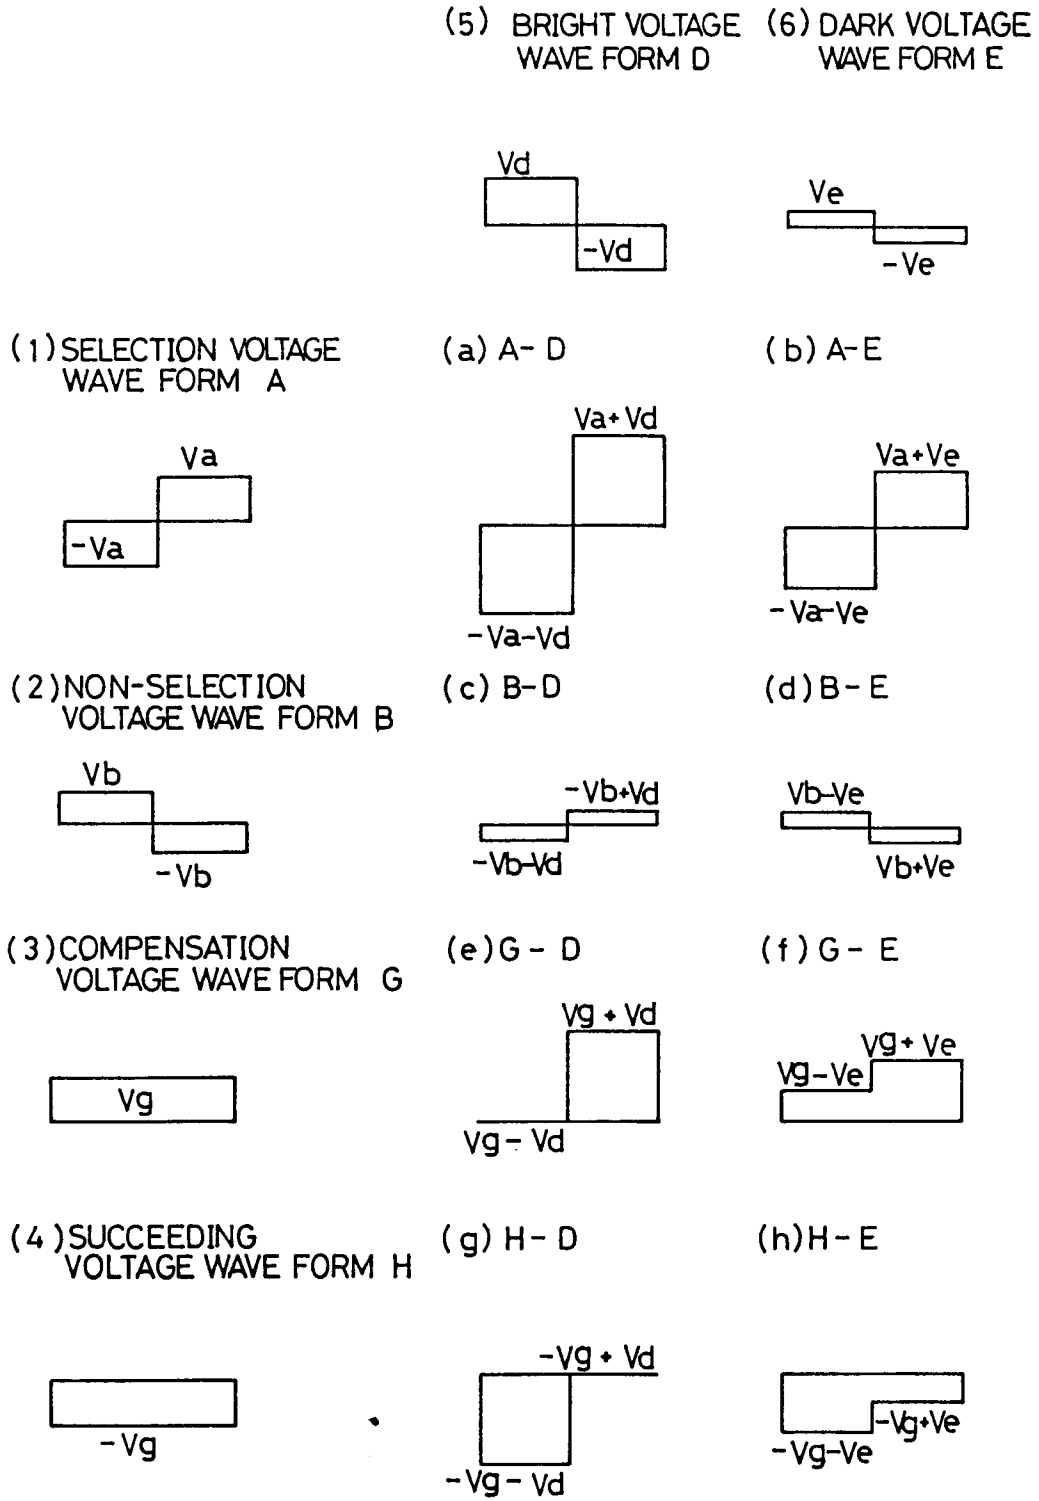 (5) BRIGHT VOLTAGE
WAVE FORM D
(6) DARK VOLTAGE
WAVE FORM E
Vd
-Vd
Ve
-Ve
(1) SELECTION VOLTAGE
WAVE FORM A
(a) A-D
(b) A-E
Va
-Va
Va+Vd
-Va-Vd
Va+Ve
-Va-Ve
(2) NON-SELECTION
VOLTAGE WAVE FORM B
(c) B-D
(d) B-E
Vb
-Vb
-Vb+Vd
-Vb-Vd
Vb-Ve
Vb+Ve
(3) COMPENSATION
VOLTAGE WAVE FORM G
(e) G-D
(f) G-E
Vg
Vg+Vd
Vg-Vd
Vg+Ve
Vg-Ve
(4) SUCCEEDING
VOLTAGE WAVE FORM H
(g) H-D
(h) H-E
-Vg
-Vg+Vd
-Vg-Vd
-Vg+Ve
-Vg-Ve